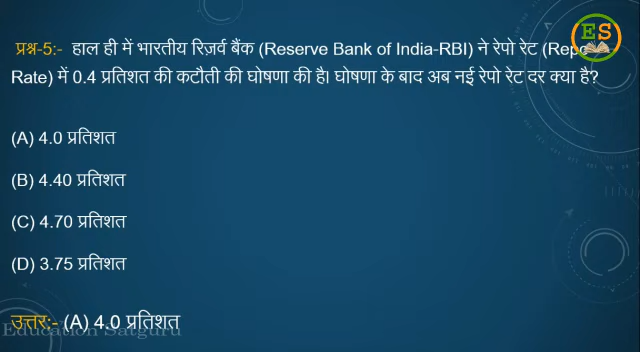 ES
प्रश्न-5:- हाल ही में भारतीय रिज़र्व बैंक (Reserve Bank of India-RBI) ने रेपो रेट (Repo
Rate) में 0.4 प्रतिशत की कटौती की घोषणा की है। घोषणा के बाद अब नई रेपो रेट दर क्या है?
(A) 4.0 प्रतिशत
(B) 4.40 प्रतिशत
(C) 4.70 प्रतिशत
(D) 3.75 प्रतिशत
उत्तर:- (A) 4.0 प्रतिशत
Education Satguru